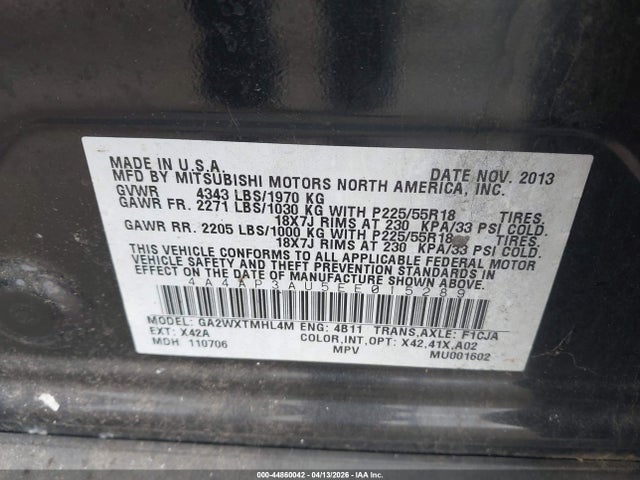 MADE IN U.S.A. DATE NOV. 2013
MFD BY MITSUBISHI MOTORS NORTH AMERICA, INC.
GVWR 4343 LBS/1970 KG
GAWR FR. 2271 LBS/1030 KG WITH P225/55R18 TIRES.
18X7J RIMS AT 230 KPA/33 PSI COLD.
GAWR RR. 2205 LBS/1000 KG WITH P225/55R18 TIRES.
18X7J RIMS AT 230 KPA/33 PSI COLD.
THIS VEHICLE CONFORMS TO ALL APPLICABLE FEDERAL MOTOR
VEHICLE SAFETY AND THEFT PREVENTION STANDARDS IN
EFFECT ON THE DATE OF MANUFACTURE SHOWN ABOVE.
4A4AP3AU5EE015289
MODEL: GA2WXTMHL4M ENG: 4B11 TRANS,AXLE: F1CJA
EXT: X42A COLOR,INT,OPT: X42,41X,A02
MDH 110706 MPV MU001602
000-44860042 - 04/13/2026 - IAA Inc.